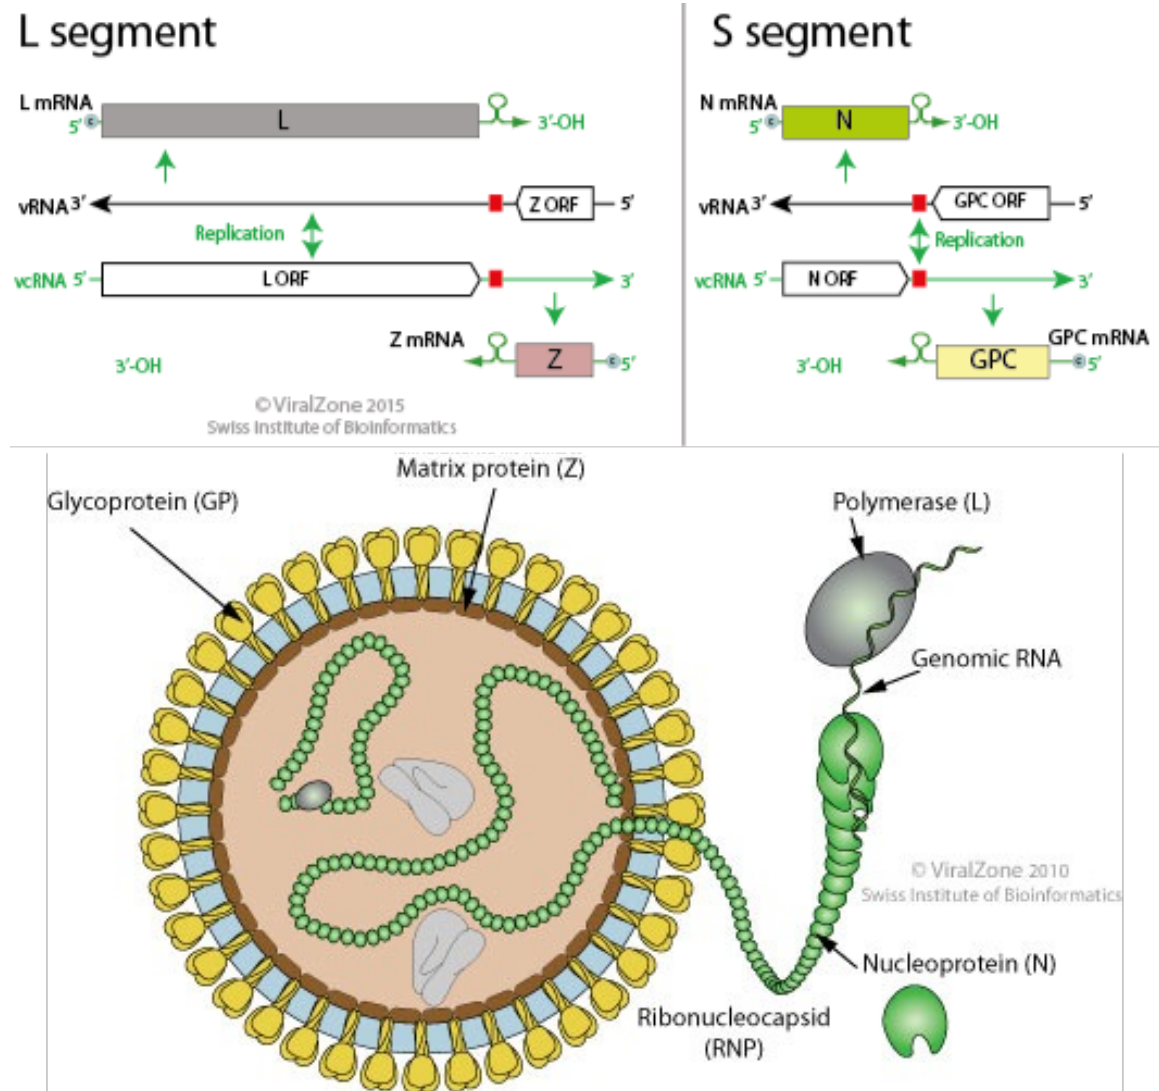 L segment
L mRNA
5′ c L 3′-OH
vRNA 3′ Z ORF 5′
Replication
vcRNA 5′ L ORF 3′
Z mRNA
3′-OH Z c 5′
© ViralZone 2015
Swiss Institute of Bioinformatics
S segment
N mRNA
5′ c N 3′-OH
vRNA 3′ GPC ORF 5′
Replication
vcRNA 5′ N ORF 3′
GPC mRNA
3′-OH GPC c 5′
Matrix protein (Z)
Glycoprotein (GP)
Polymerase (L)
Genomic RNA
© ViralZone 2010
Swiss Institute of Bioinformatics
Nucleoprotein (N)
Ribonucleocapsid
(RNP)